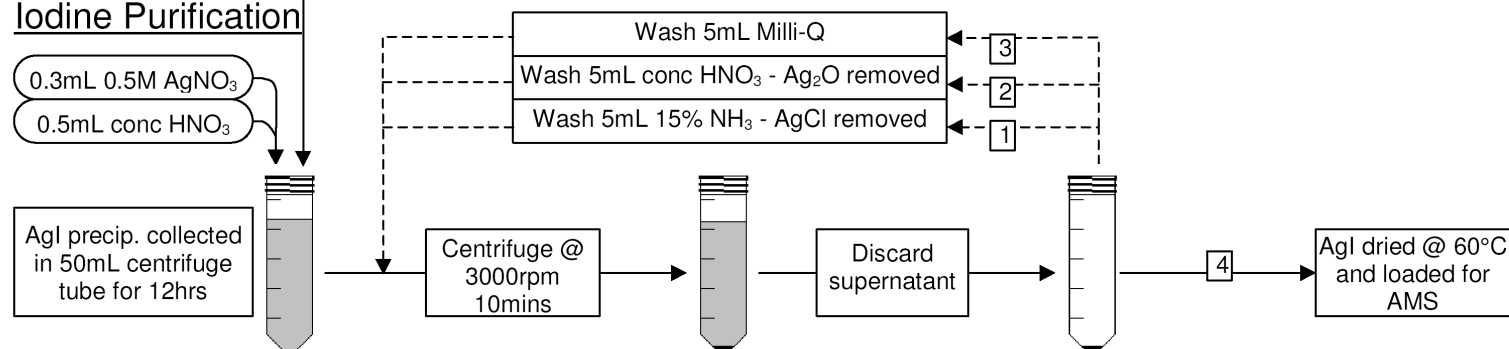 Iodine Purification
0.3mL 0.5M AgNO₃
0.5mL conc HNO₃
Wash 5mL Milli-Q
3
Wash 5mL conc HNO₃ - Ag₂O removed
2
Wash 5mL 15% NH₃ - AgCl removed
1
AgI precip. collected
in 50mL centrifuge
tube for 12hrs
Centrifuge @
3000rpm
10mins
Discard
supernatant
4
AgI dried @ 60°C
and loaded for
AMS